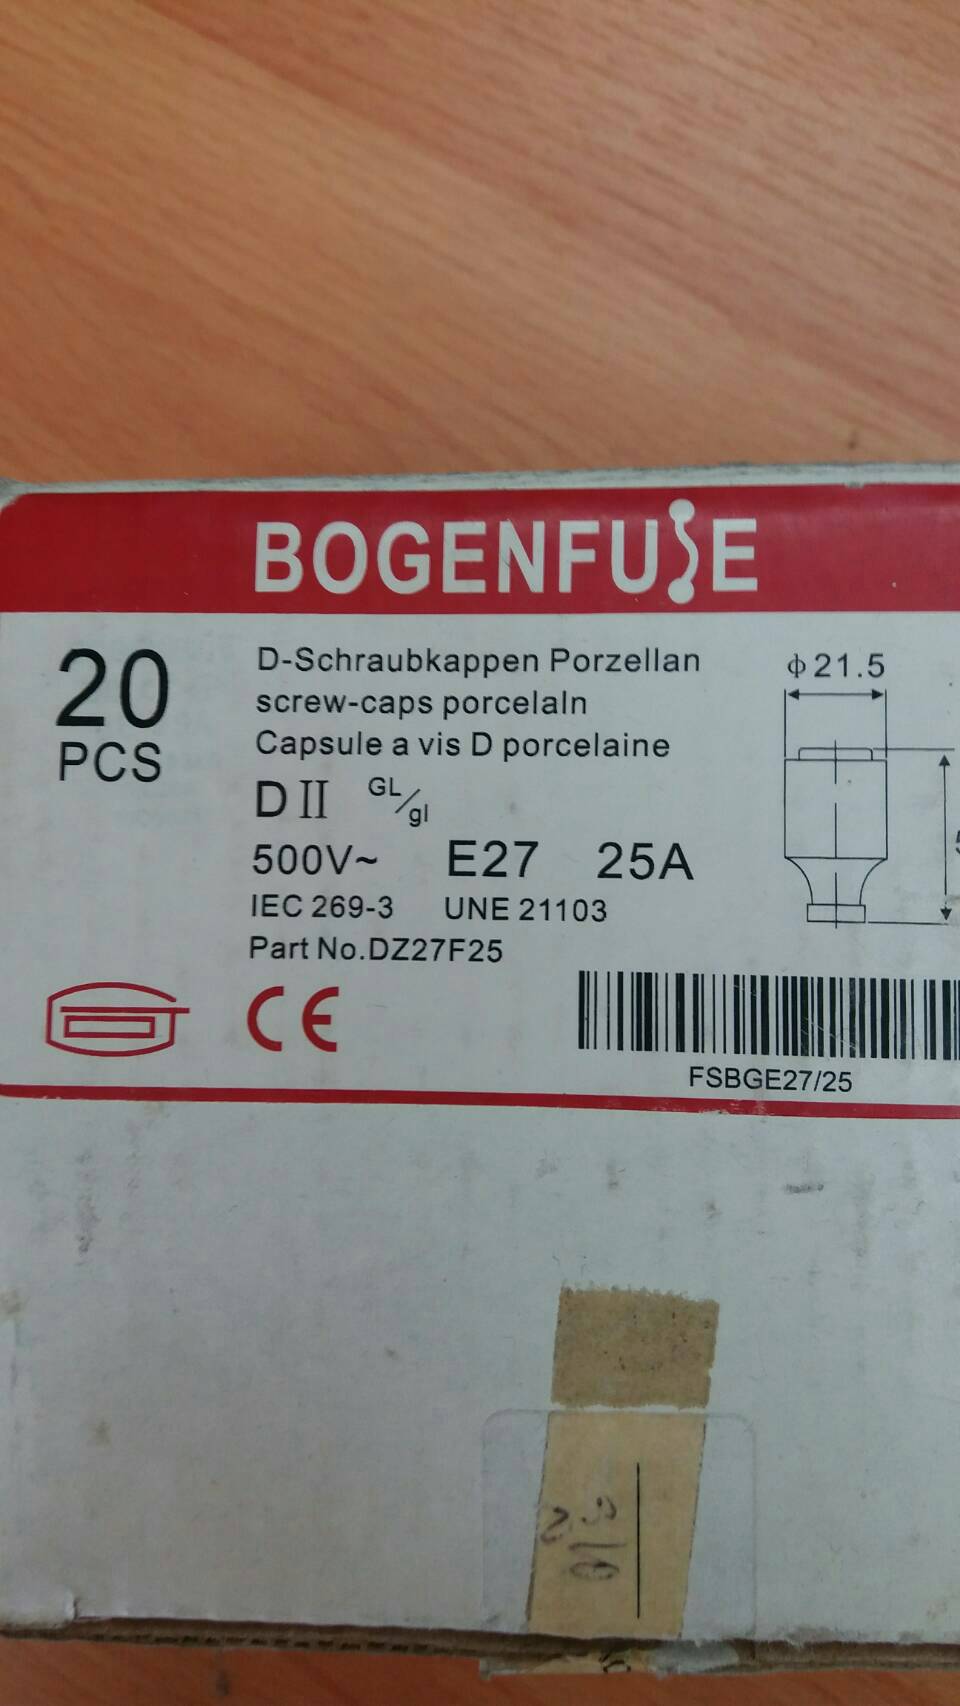 BOGENFUSE
20
PCS
D-Schraubkappen Porzellan
screw-caps porcelaln
Capsule a vis D porcelaine
D II GL/gl
500V~ E27 25A
IEC 269-3 UNE 21103
Part No.DZ27F25
ϕ21.5
CE
FSBGE27/25